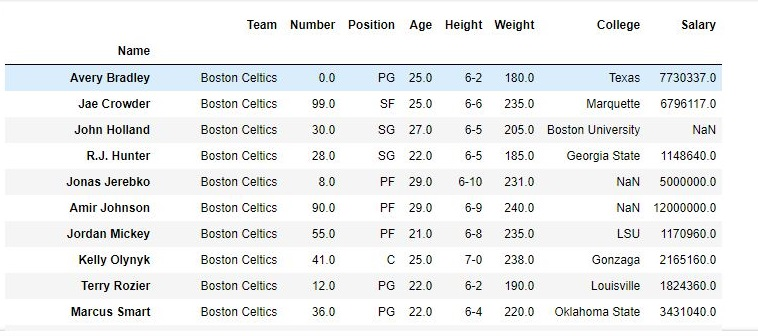 Team Number Position Age Height Weight College Salary
Name
Avery Bradley Boston Celtics 0.0 PG 25.0 6-2 180.0 Texas 7730337.0
Jae Crowder Boston Celtics 99.0 SF 25.0 6-6 235.0 Marquette 6796117.0
John Holland Boston Celtics 30.0 SG 27.0 6-5 205.0 Boston University NaN
R.J. Hunter Boston Celtics 28.0 SG 22.0 6-5 185.0 Georgia State 1148640.0
Jonas Jerebko Boston Celtics 8.0 PF 29.0 6-10 231.0 NaN 5000000.0
Amir Johnson Boston Celtics 90.0 PF 29.0 6-9 240.0 NaN 12000000.0
Jordan Mickey Boston Celtics 55.0 PF 21.0 6-8 235.0 LSU 1170960.0
Kelly Olynyk Boston Celtics 41.0 C 25.0 7-0 238.0 Gonzaga 2165160.0
Terry Rozier Boston Celtics 12.0 PG 22.0 6-2 190.0 Louisville 1824360.0
Marcus Smart Boston Celtics 36.0 PG 22.0 6-4 220.0 Oklahoma State 3431040.0